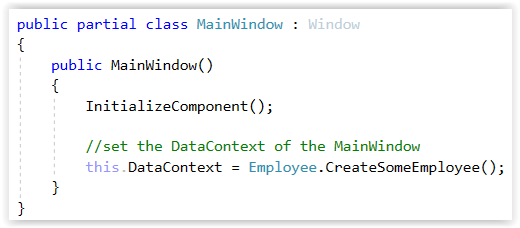 public partial class MainWindow : Window
{
public MainWindow()
{
InitializeComponent();
//set the DataContext of the MainWindow
this.DataContext = Employee.CreateSomeEmployee();
}
}